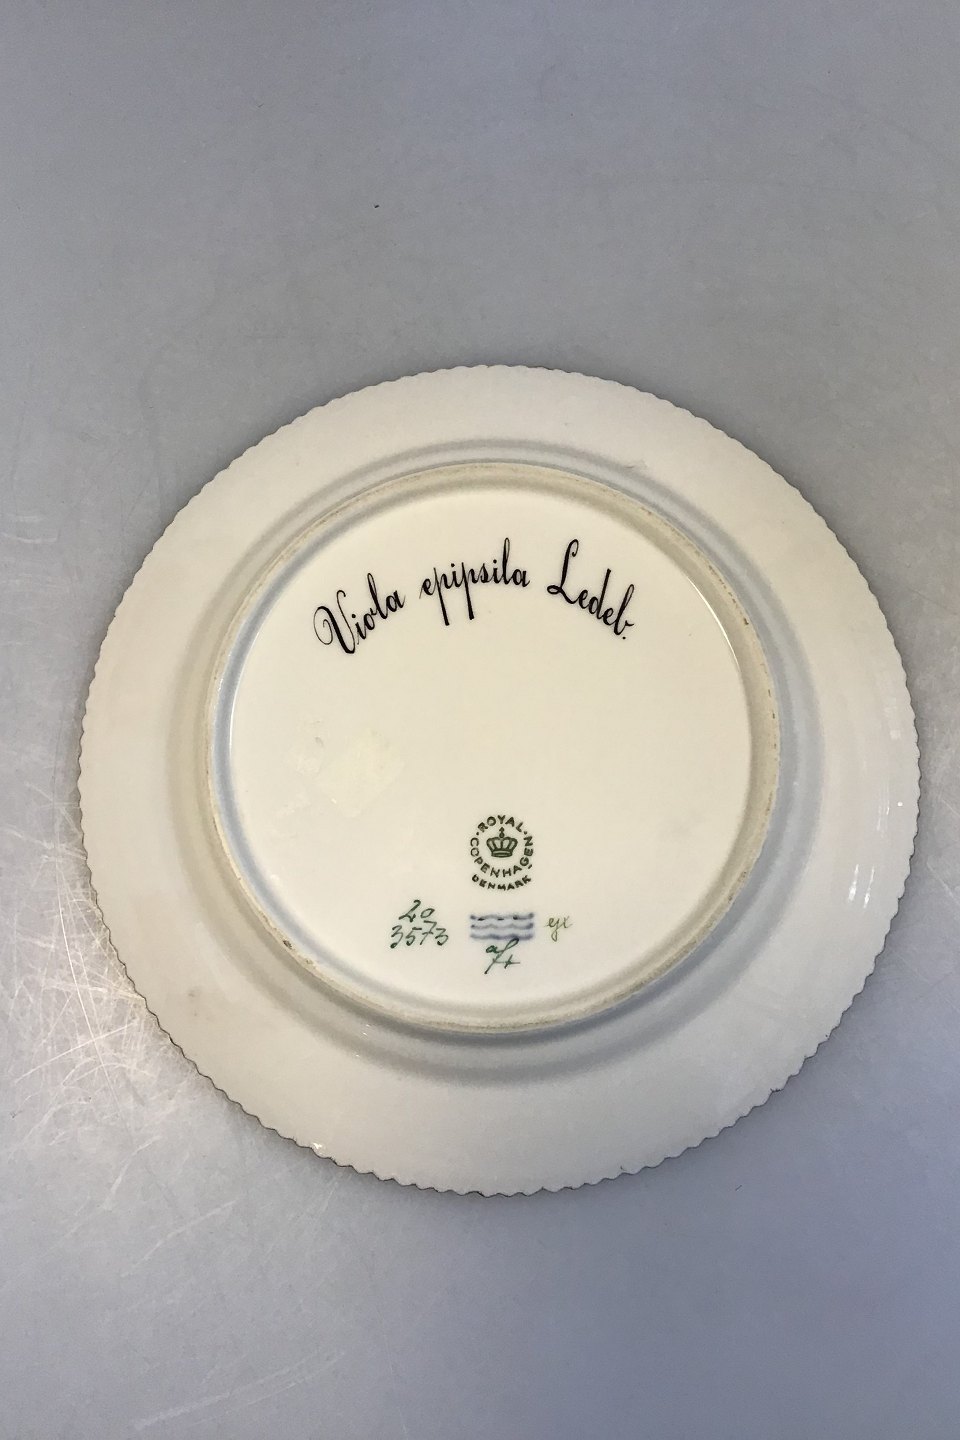 Viola epipsila Ledeb.
ROYAL COPENHAGEN
DENMARK
20
3573